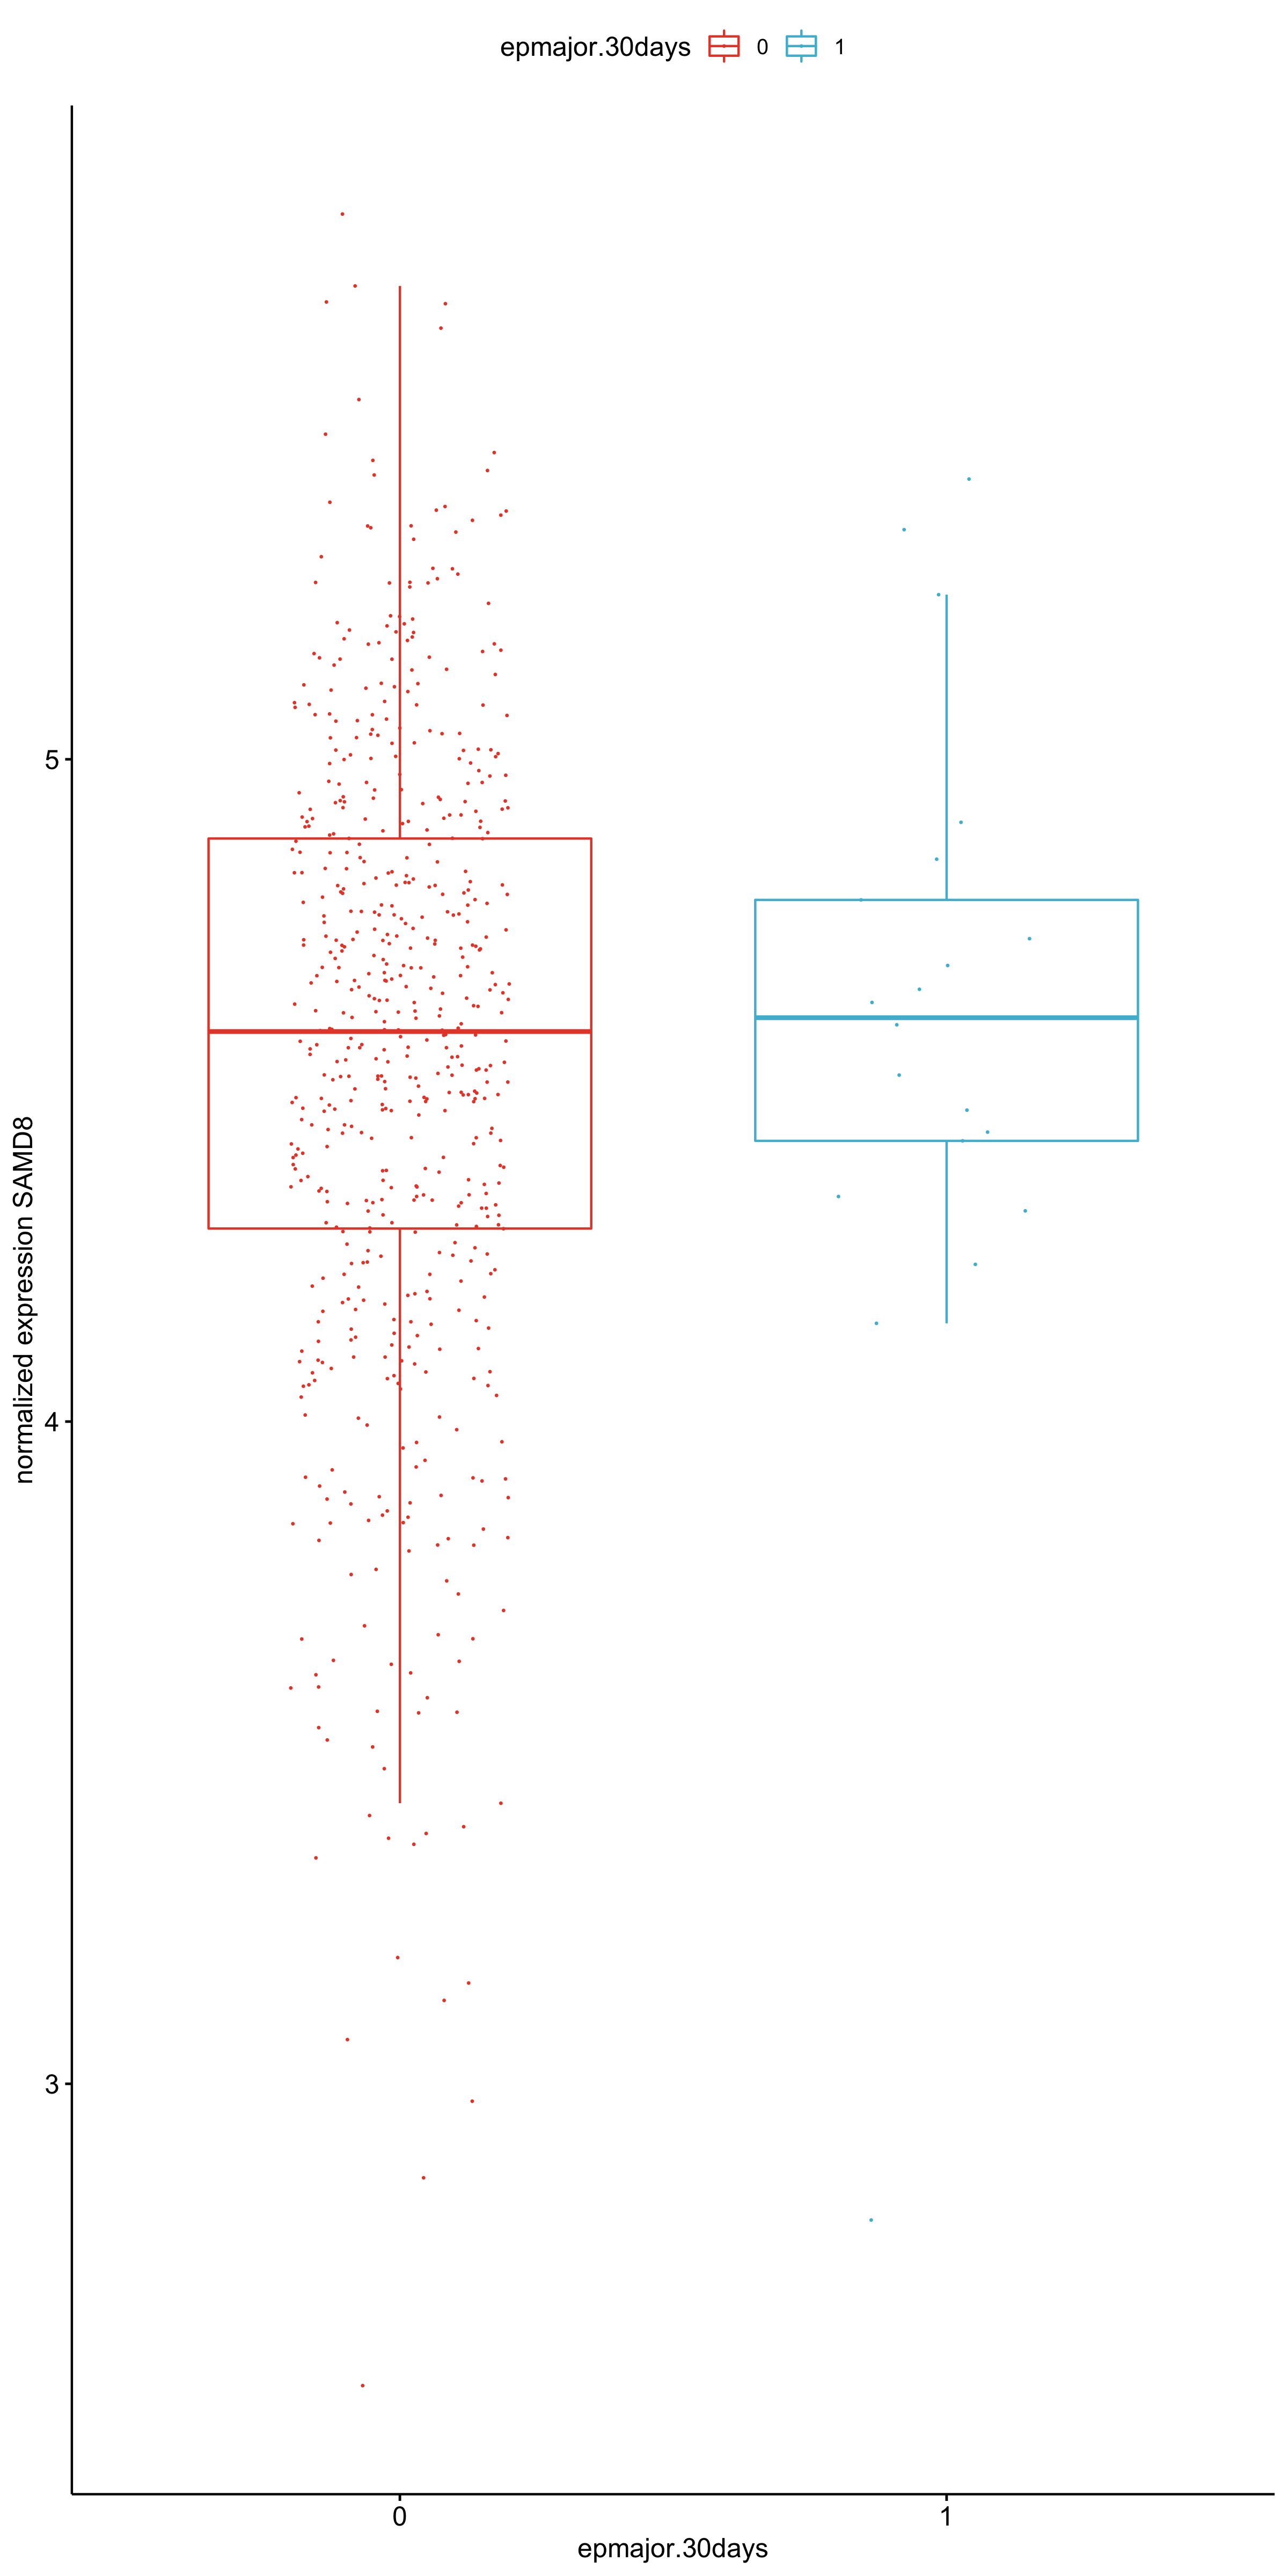 epmajor.30days 0 1
5
4
3
normalized expression SAMD8
0 1
epmajor.30days